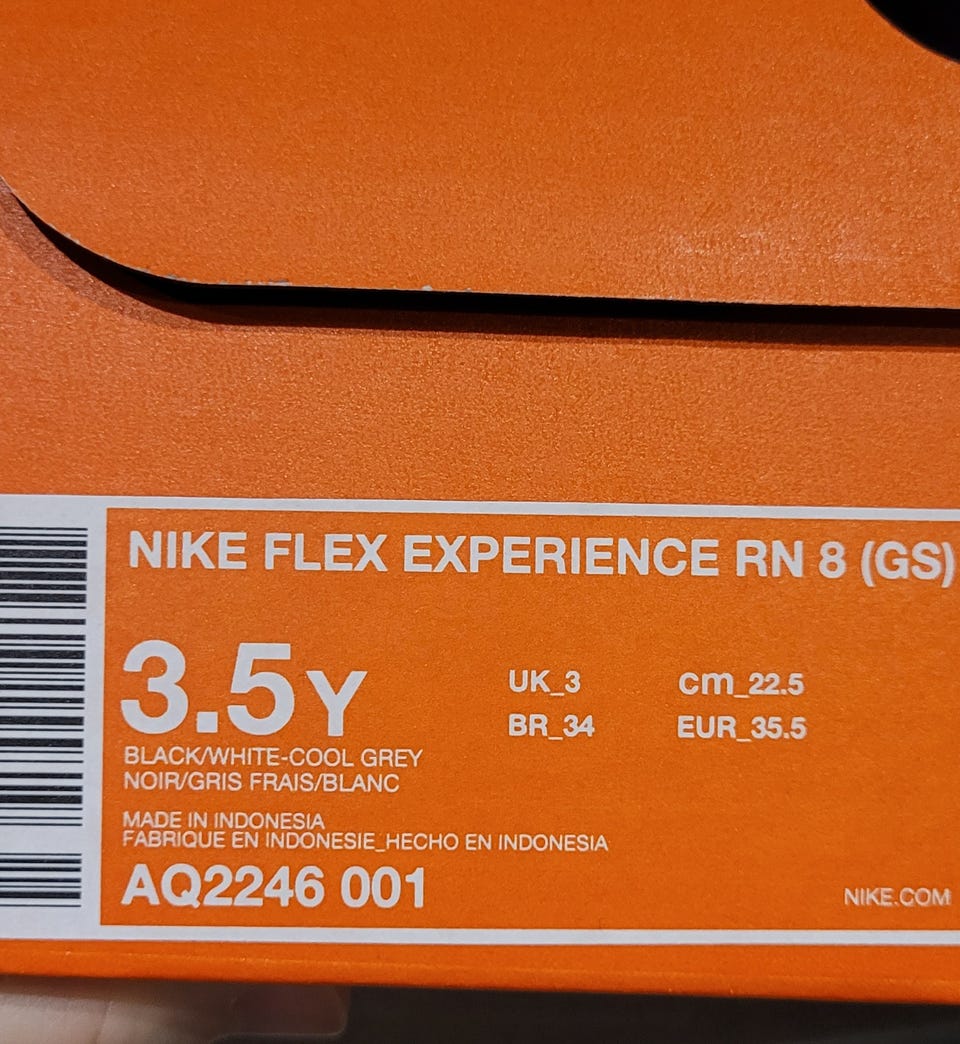 NIKE FLEX EXPERIENCE RN 8 (GS)
3.5Y
UK_3 cm_22.5
BR_34 EUR_35.5
BLACK/WHITE-COOL GREY
NOIR/GRIS FRAIS/BLANC
MADE IN INDONESIA
FABRIQUE EN INDONESIE_HECHO EN INDONESIA
AQ2246 001
NIKE.COM